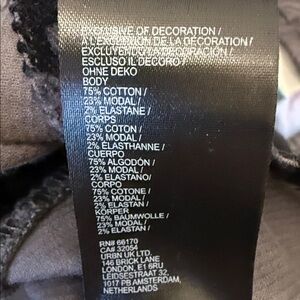 EXCLUSIVE OF DECORATION /
A L'EXCEPTION DE LA DÉCORATION /
EXCLUYENDO LA DECORACIÓN /
ESCLUSO IL DECORO /
OHNE DEKO
BODY
75% COTTON /
23% MODAL /
2% ELASTANE /
CORPS
75% COTON /
23% MODAL /
2% ÉLASTHANNE /
CUERPO
75% ALGODÓN /
23% MODAL /
2% ELASTANO /
CORPO
75% COTONE /
23% MODAL /
2% ELASTAN /
KÖRPER
75% BAUMWOLLE /
23% MODAL /
2% ELASTAN /
RN# 66170
CA# 32054
URBN UK LTD.
146 BRICK LANE
LONDON, E1 6RU
LEIDSESTRAAT 32,
1017 PB AMSTERDAM,
NETHERLANDS